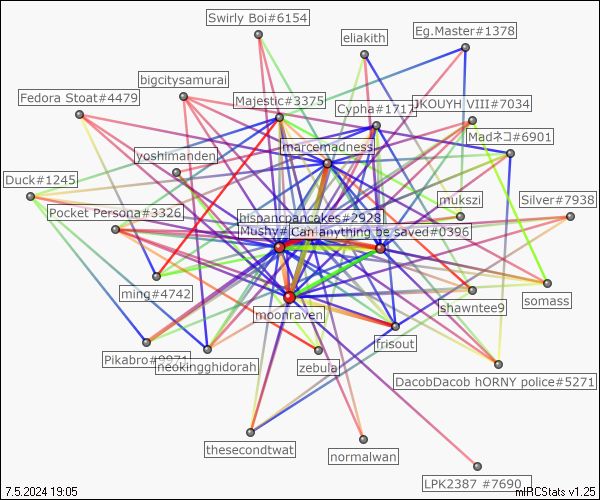 Swirly Boi#6154
Eg.Master#1378
eliakith
bigcitysamurai
Fedora Stoat#4479
Majestic#3375
Cypha#1717
JKOUYH VIII#7034
Madネコ#6901
marcemadness
yoshimanden
Duck#1245
mukszi
Silver#7938
Pocket Persona#3326
hispancpancakes#2928
Mushy#
Can anything be saved#0396
ming#4742
somass
shawntee9
moonraven
frisout
Pikabro#9971
neokingghidorah
zebula
DacobDacob hORNY police#5271
thesecondtwat
normalwan
LPK2387 #7690
7.5.2024 19:05
mIRCStats v1.25